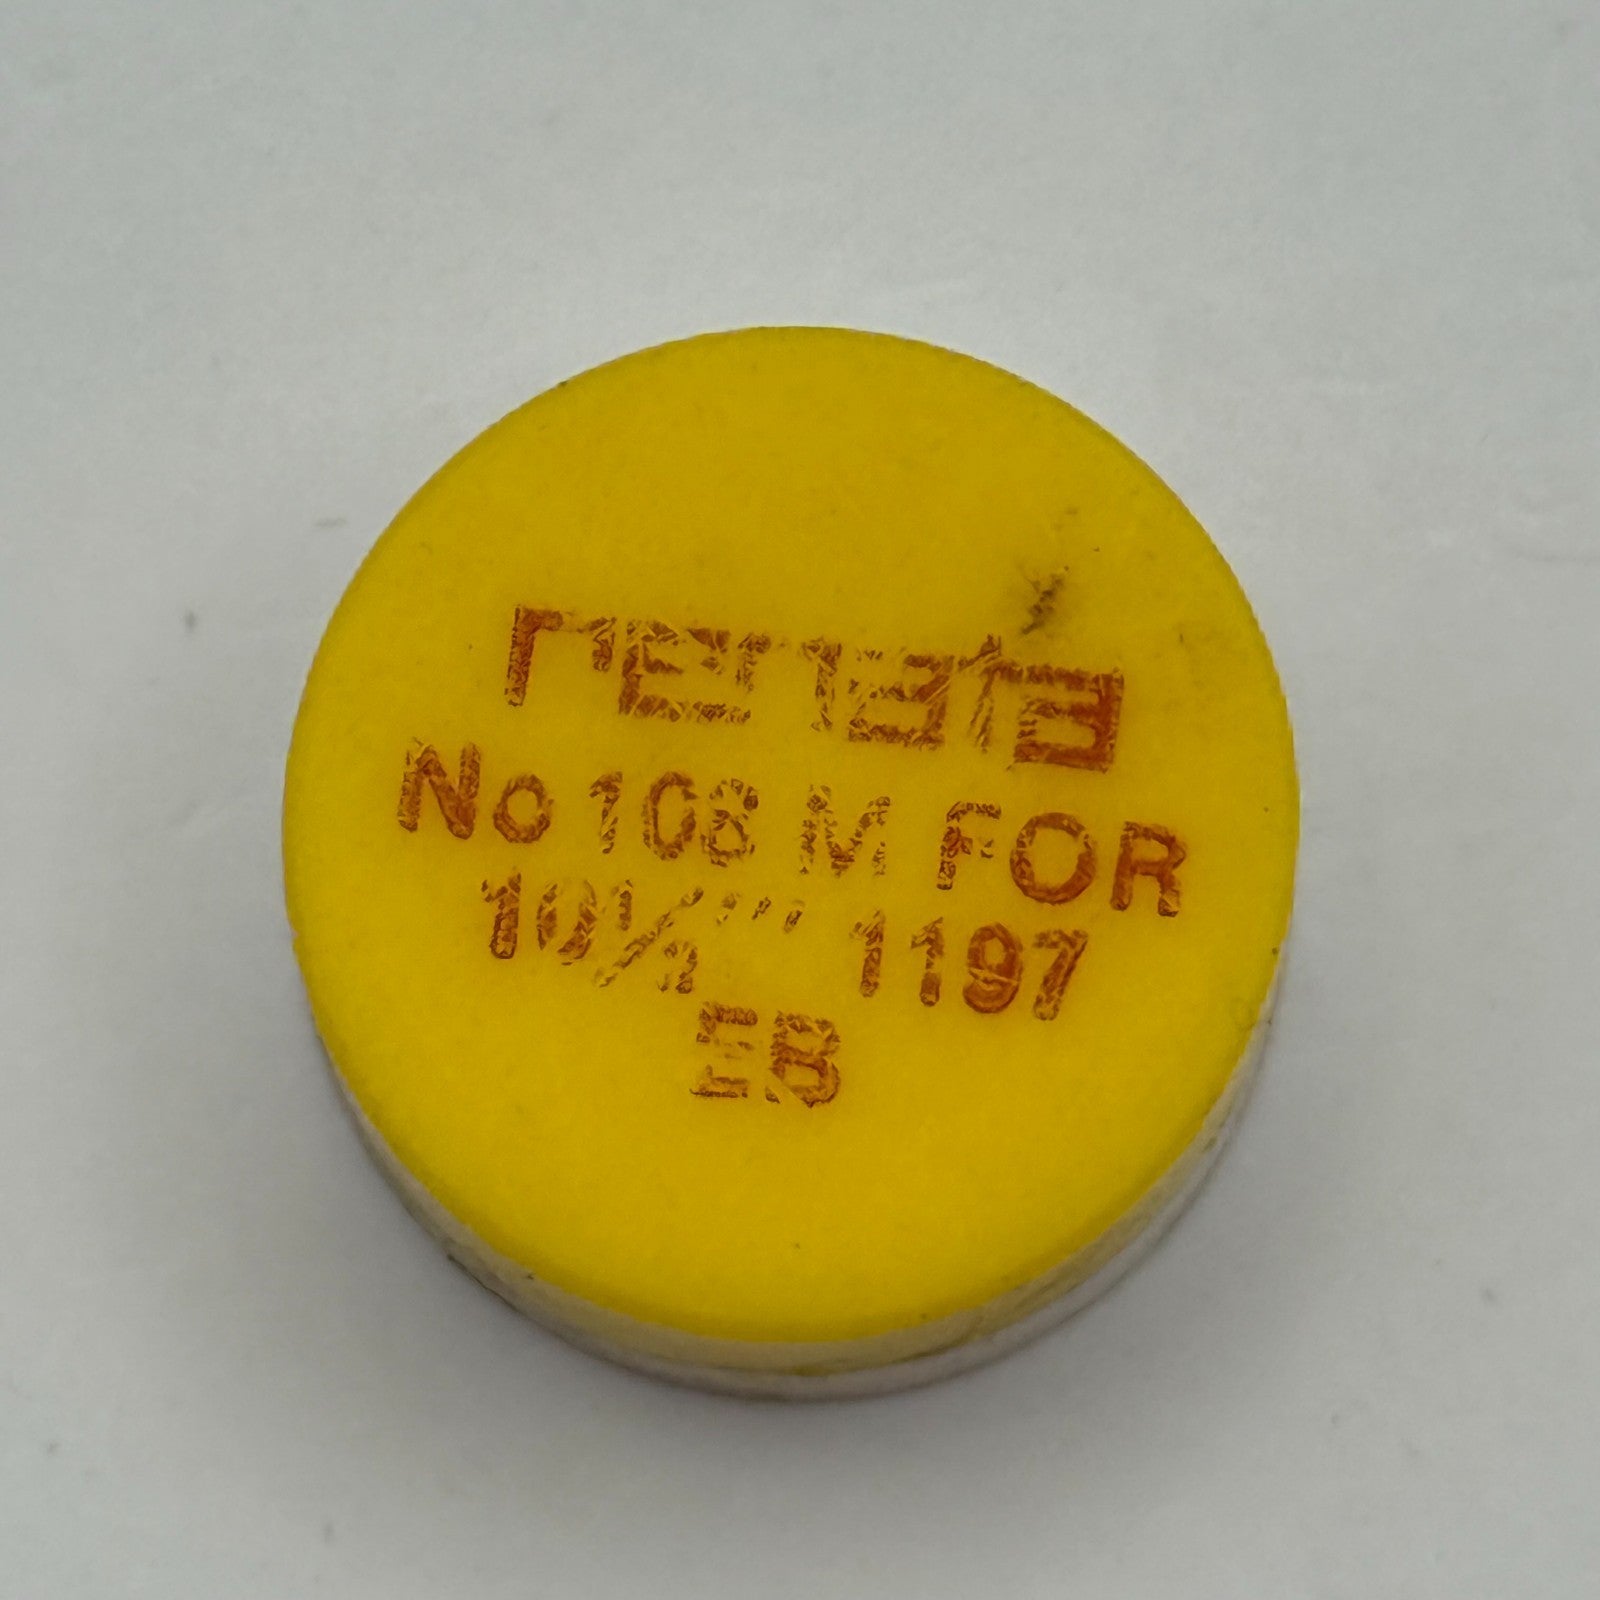 renata
No 108 M FOR
10½''' 1197
EB